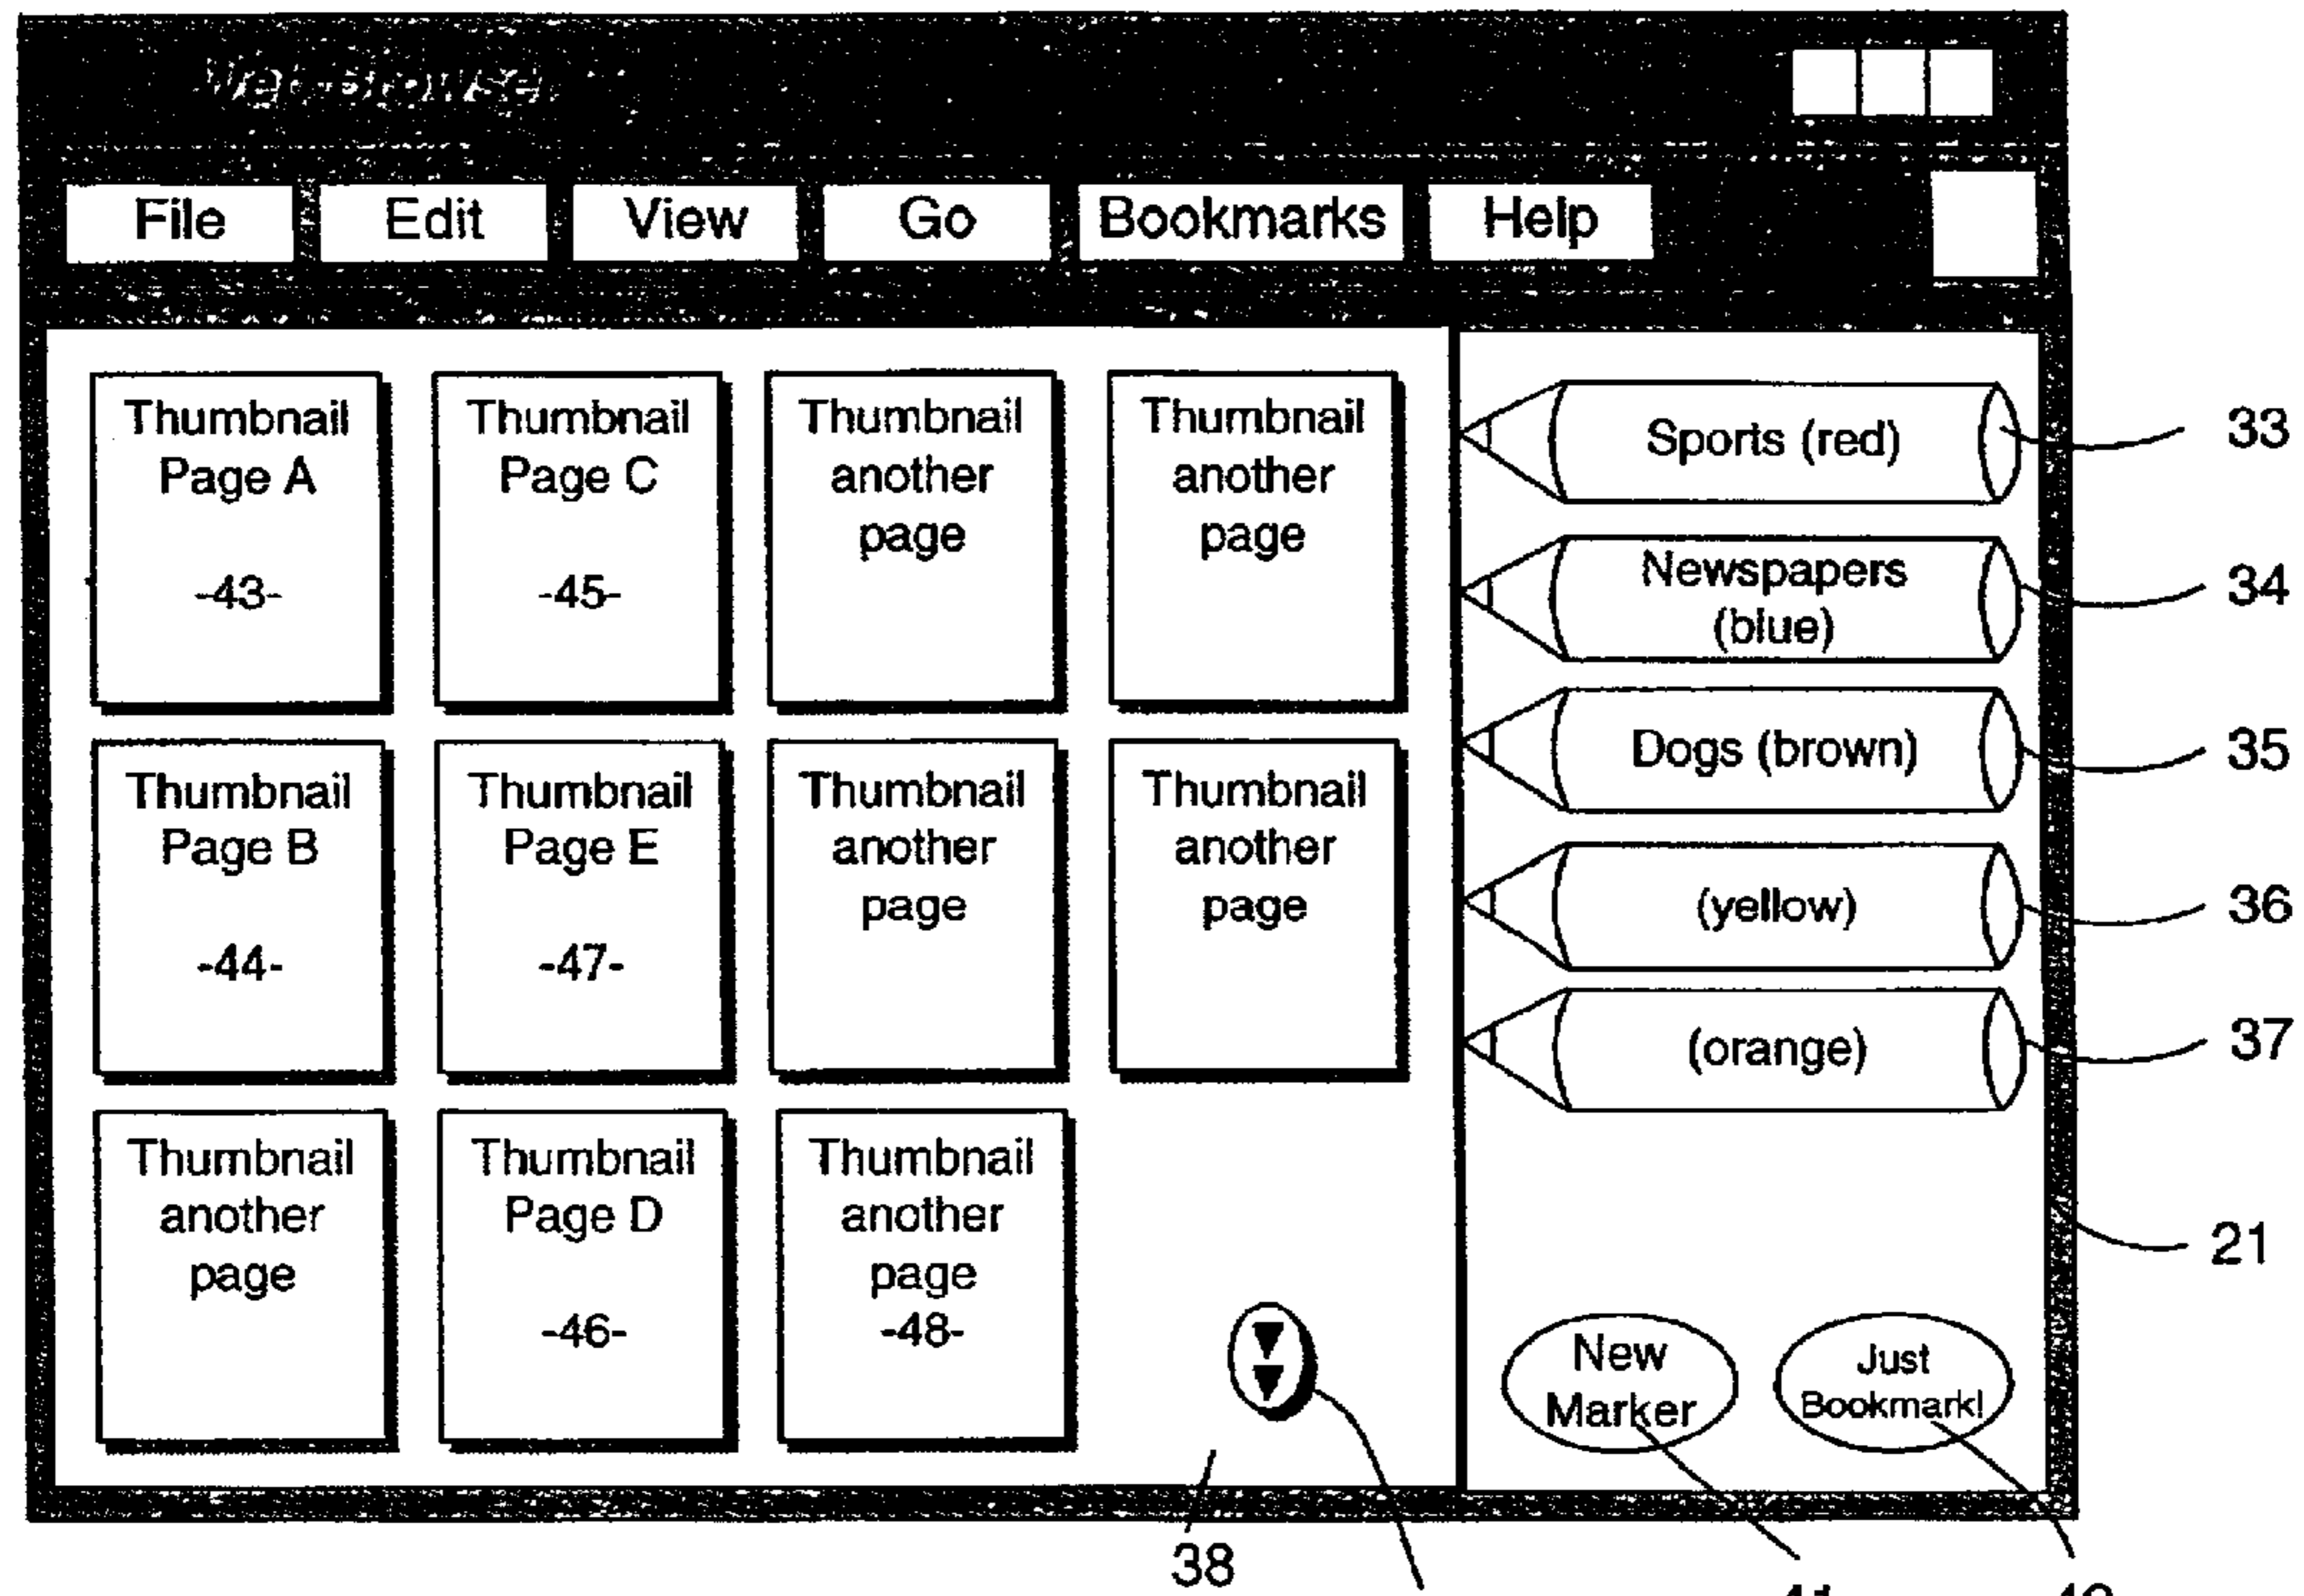 Web Browser
File Edit View Go Bookmarks Help
Thumbnail
Page A
-43-
Thumbnail
Page C
-45-
Thumbnail
another
page
Thumbnail
another
page
Thumbnail
Page B
-44-
Thumbnail
Page E
-47-
Thumbnail
another
page
Thumbnail
another
page
Thumbnail
another
page
Thumbnail
Page D
-46-
Thumbnail
another
page
-48-
Sports (red)
33
Newspapers
(blue)
34
Dogs (brown)
35
(yellow)
36
(orange)
37
21
New
Marker
Just
Bookmark!
38